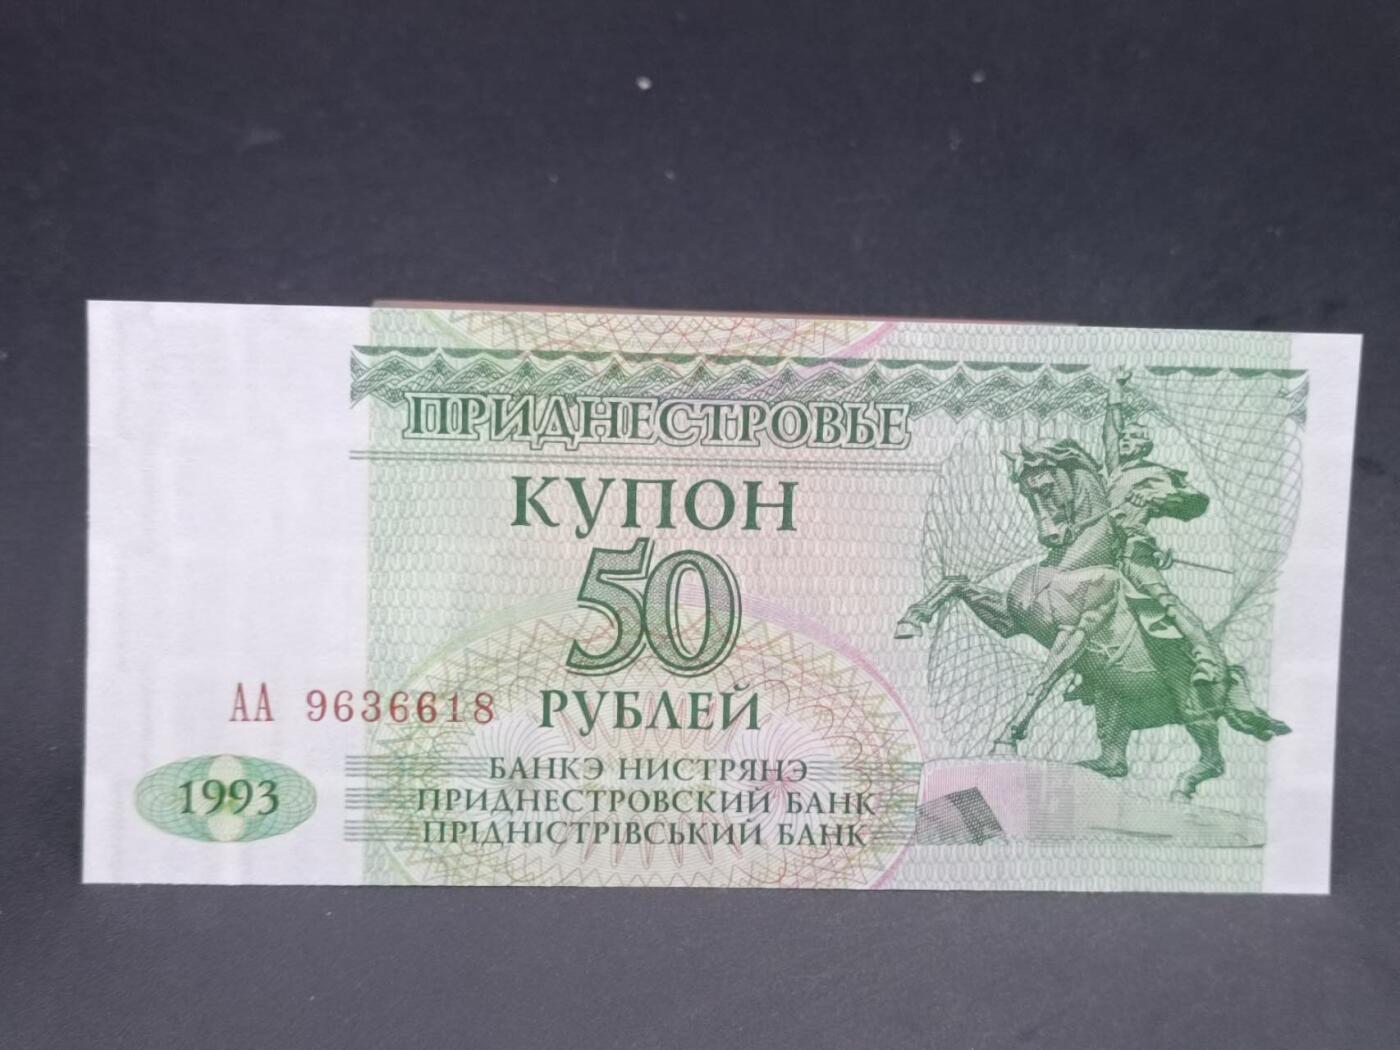 ПРИДНЕСТРОВЬЕ
КУПОН
50
РУБЛЕЙ
АА 9636618
1993
БАНКЭ НИСТРЯНЭ
ПРИДНЕСТРОВСКИЙ БАНК
ПРІДНІСТРІВСЬКИЙ БАНК